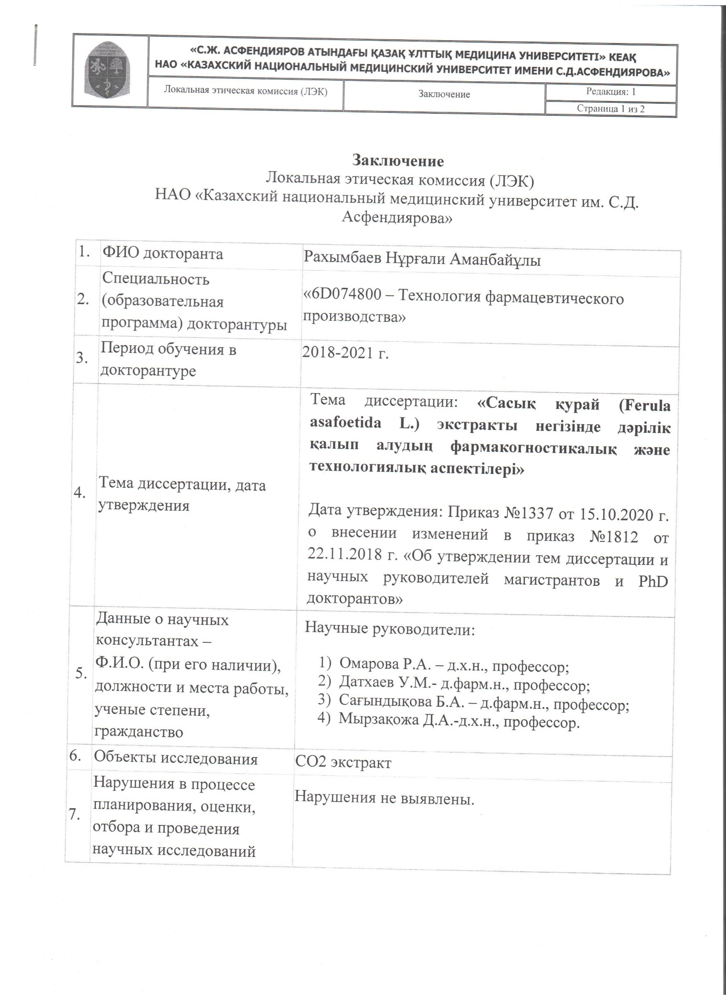 «С.Ж. АСФЕНДИЯРОВ АТЫНДАҒЫ ҚАЗАҚ ҰЛТТЫҚ МЕДИЦИНА УНИВЕРСИТЕТІ» КЕАҚ
НАО «КАЗАХСКИЙ НАЦИОНАЛЬНЫЙ МЕДИЦИНСКИЙ УНИВЕРСИТЕТ ИМЕНИ С.Д.АСФЕНДИЯРОВА»
Локальная этическая комиссия (ЛЭК)
Заключение
Редакция: 1
Страница 1 из 2
Заключение
Локальная этическая комиссия (ЛЭК)
НАО «Казахский национальный медицинский университет им. С.Д.
Асфендиярова»
1.
ФИО докторанта
Рахымбаев Нұрғали Аманбайұлы
2.
Специальность
(образовательная
программа) докторантуры
«6D074800 – Технология фармацевтического
производства»
3.
Период обучения в
докторантуре
2018-2021 г.
4.
Тема диссертации, дата
утверждения
Тема диссертации: «Сасық қурай (Ferula
asafoetida L.) экстракты негізінде дәрілік
қалып алудың фармакогностикалық және
технологиялық аспектілері»
Дата утверждения: Приказ №1337 от 15.10.2020 г.
о внесении изменений в приказ №1812 от
22.11.2018 г. «Об утверждении тем диссертации и
научных руководителей магистрантов и PhD
докторантов»
5.
Данные о научных
консультантах –
Ф.И.О. (при его наличии),
должности и места работы,
ученые степени,
гражданство
Научные руководители:
1) Омарова Р.А. – д.х.н., профессор;
2) Датхаев У.М.- д.фарм.н., профессор;
3) Сағындықова Б.А. – д.фарм.н., профессор;
4) Мырзақожа Д.А.-д.х.н., профессор.
6.
Объекты исследования
СО2 экстракт
7.
Нарушения в процессе
планирования, оценки,
отбора и проведения
научных исследований
Нарушения не выявлены.